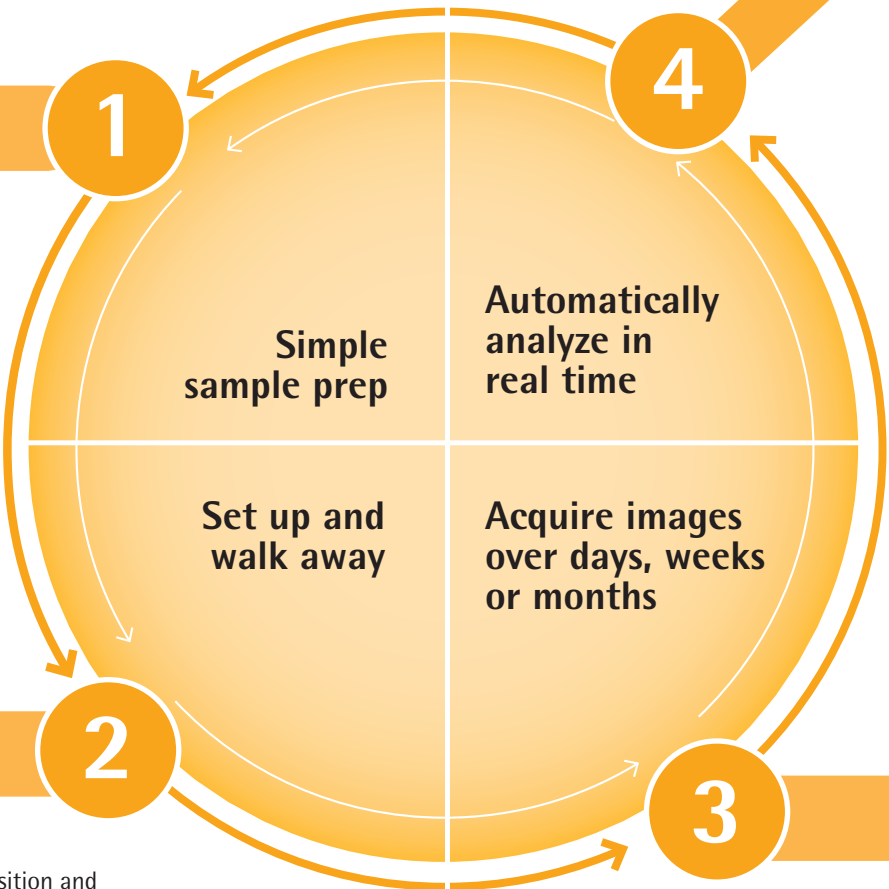 1
Simple
sample prep
2
Set up and
walk away
3
Acquire images
over days, weeks
or months
4
Automatically
analyze in
real time
and